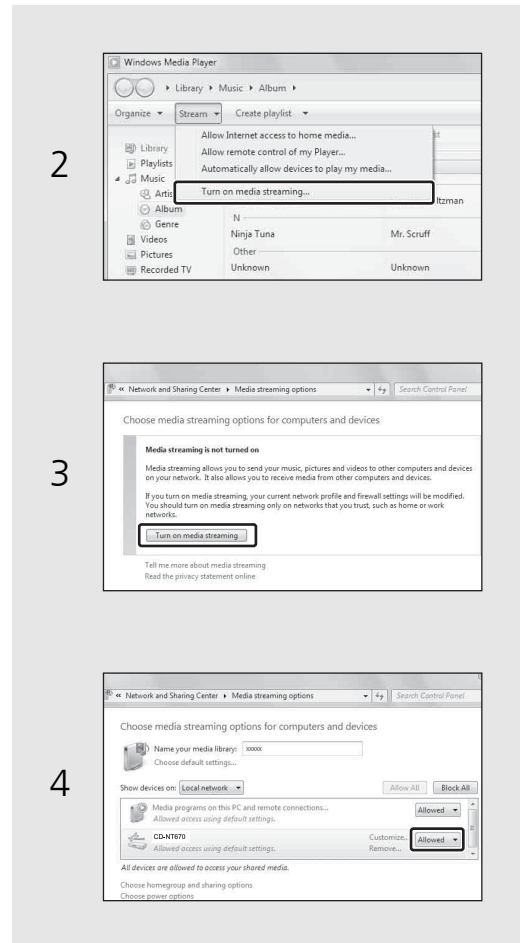 2
Windows Media Player
Library ▸ Music ▸ Album ▸
Organize ▾ Stream ▾ Create playlist ▾
Allow Internet access to home media...
Allow remote control of my Player...
Automatically allow devices to play my media...
Turn on media streaming...
Library
Playlists
Music
Artis
Album
Genre
Videos
Pictures
Recorded TV
ltzman
N
Ninja Tuna Mr. Scruff
Other
Unknown Unknown
3
« Network and Sharing Center ▸ Media streaming options Search Control Panel
Choose media streaming options for computers and devices
Media streaming is not turned on
Media streaming allows you to send your music, pictures and videos to other computers and devices
on your network. It also allows you to receive media from other computers and devices.
If you turn on media streaming, your current network profile and firewall settings will be modified.
You should turn on media streaming only on networks that you trust, such as home or work
networks.
Turn on media streaming
Tell me more about media streaming
Read the privacy statement online
4
« Network and Sharing Center ▸ Media streaming options Search Control Panel
Choose media streaming options for computers and devices
Name your media library: xxxxx
Choose default settings...
Show devices on: Local network ▾ Allow All Block All
Media programs on this PC and remote connections... Allowed ▾
Allowed access using default settings.
CD-NT670 Customize... Allowed ▾
Allowed access using default settings. Remove...
All devices are allowed to access your shared media.
Choose homegroup and sharing options
Choose power options